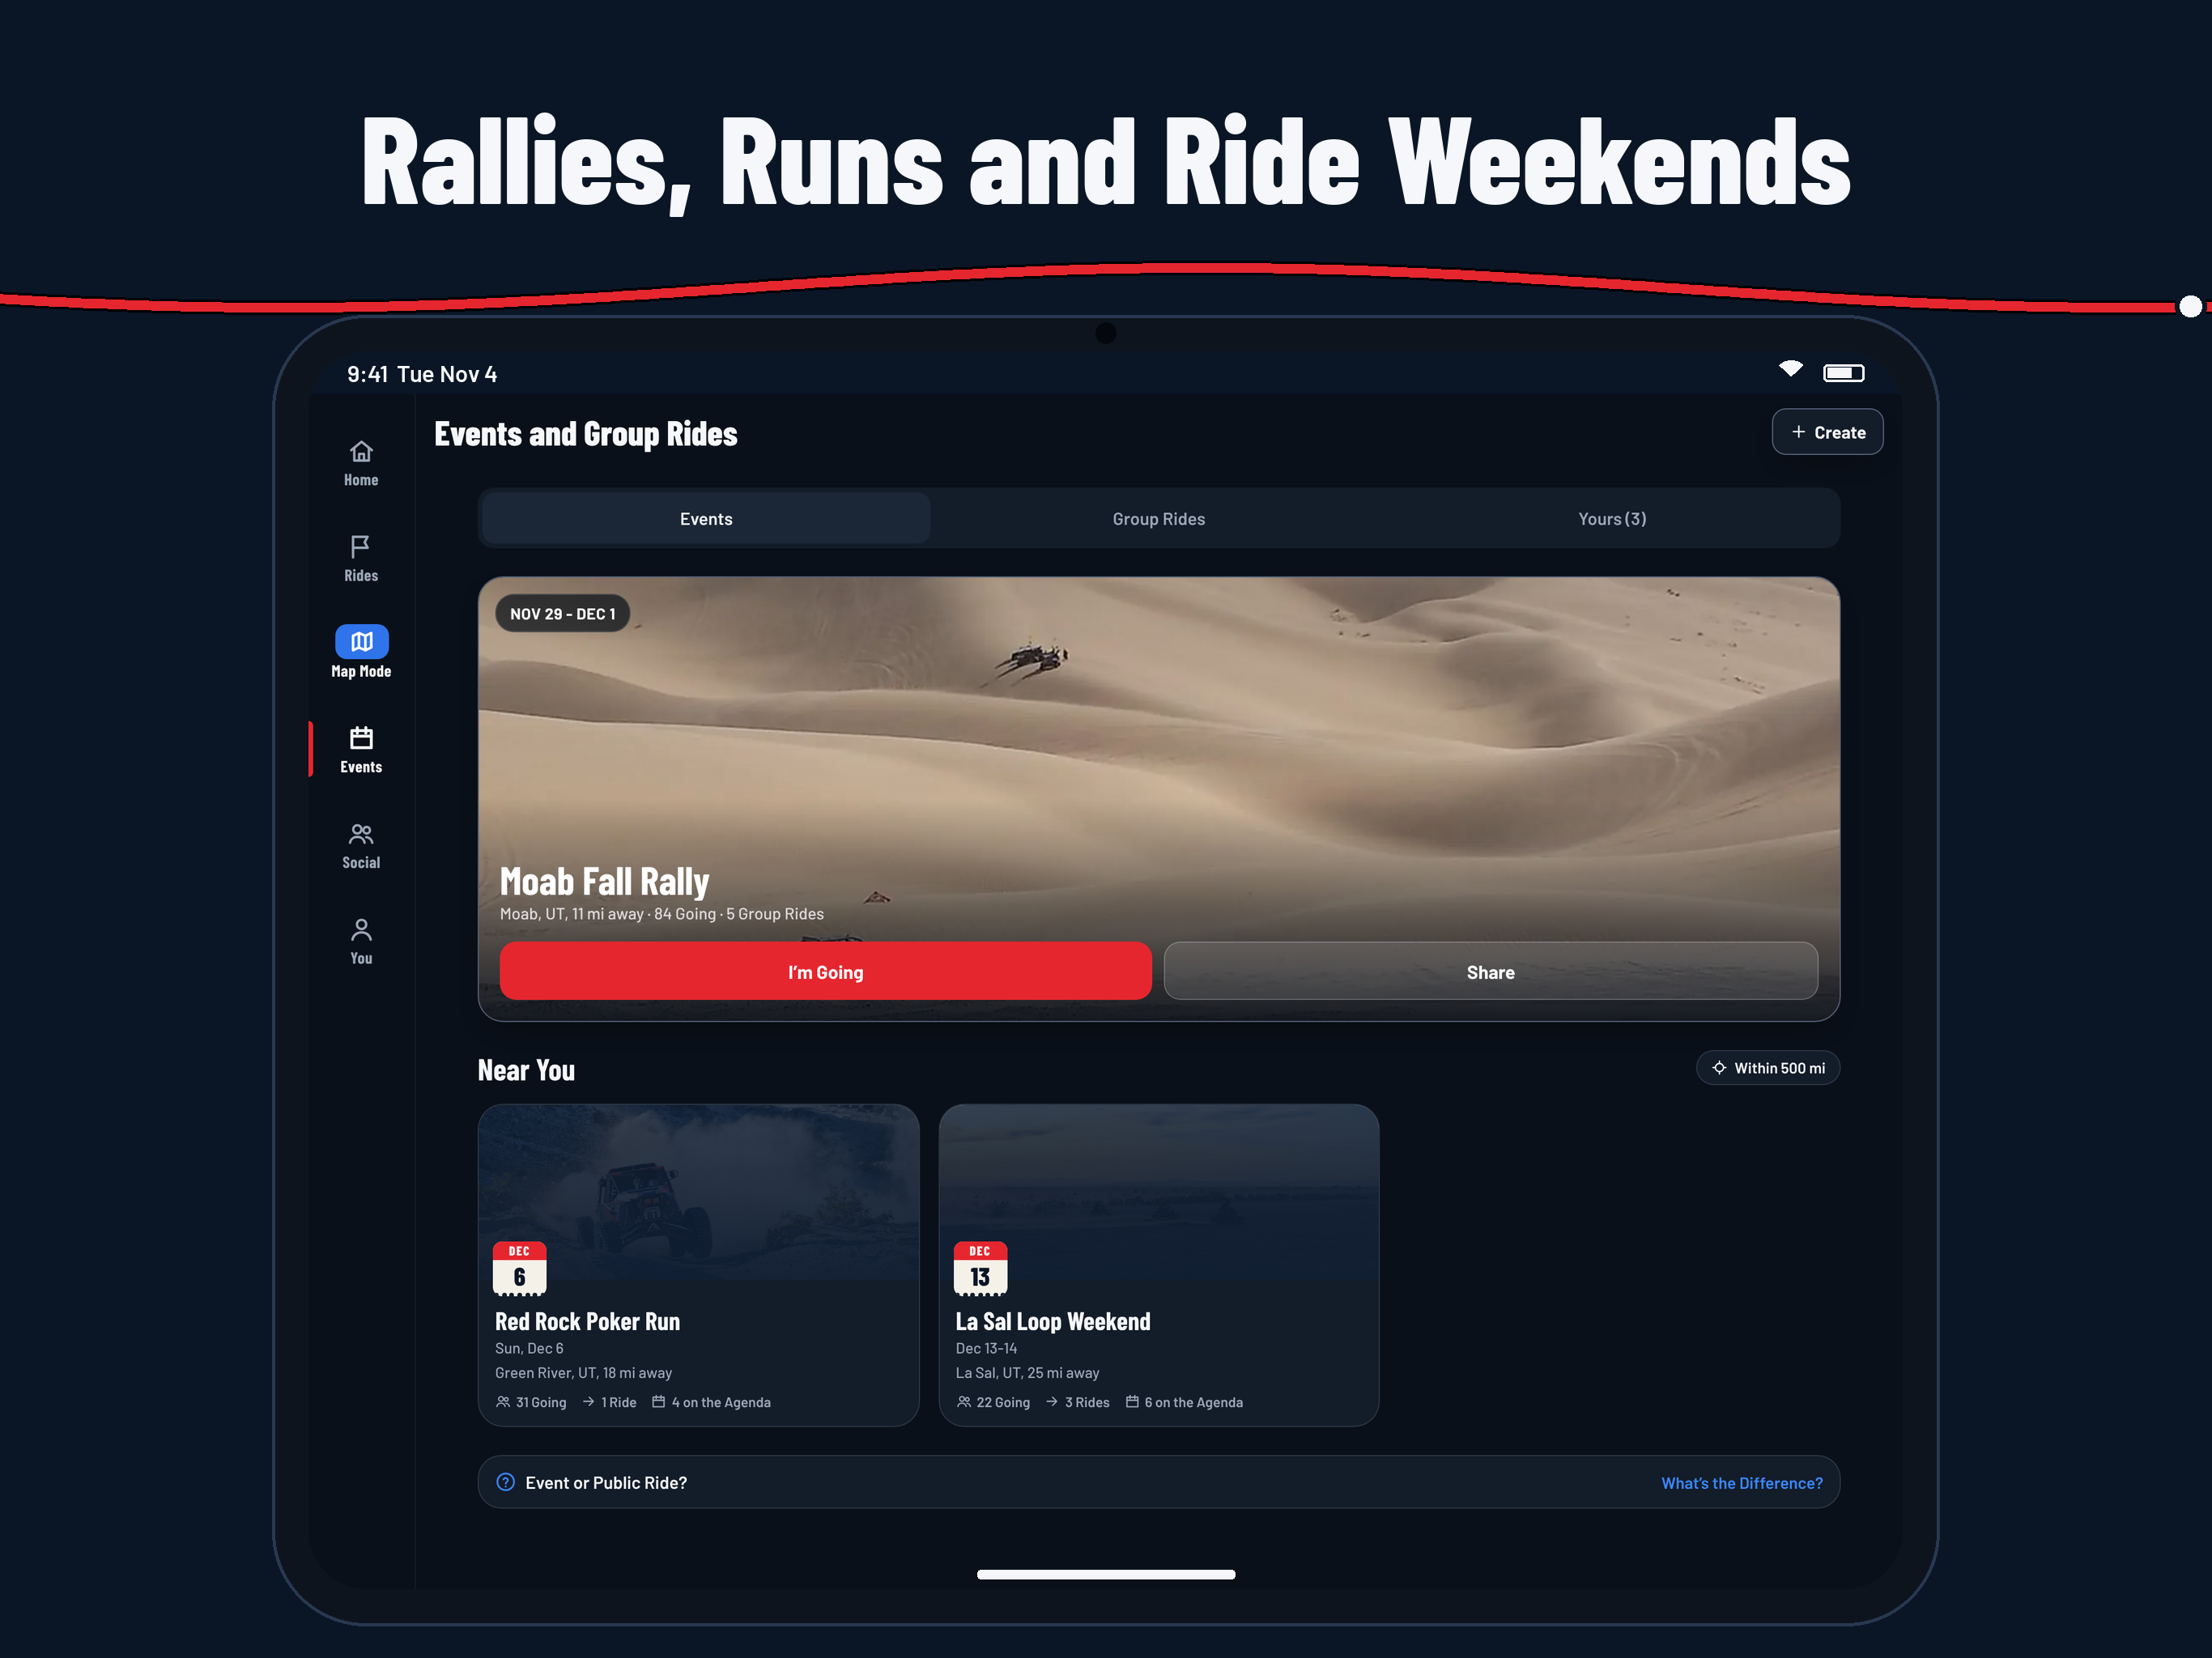 Rallies, Runs and Ride Weekends
9:41 Tue Nov 4
Events and Group Rides
+ Create
Home
Rides
Map Mode
Events
Social
You
Events
Group Rides
Yours (3)
NOV 29 - DEC 1
Moab Fall Rally
Moab, UT, 11 mi away · 84 Going · 5 Group Rides
I'm Going
Share
Near You
Within 500 mi
DEC
6
Red Rock Poker Run
Sun, Dec 6
Green River, UT, 18 mi away
31 Going → 1 Ride 4 on the Agenda
DEC
13
La Sal Loop Weekend
Dec 13-14
La Sal, UT, 25 mi away
22 Going → 3 Rides 6 on the Agenda
Event or Public Ride?
What's the Difference?